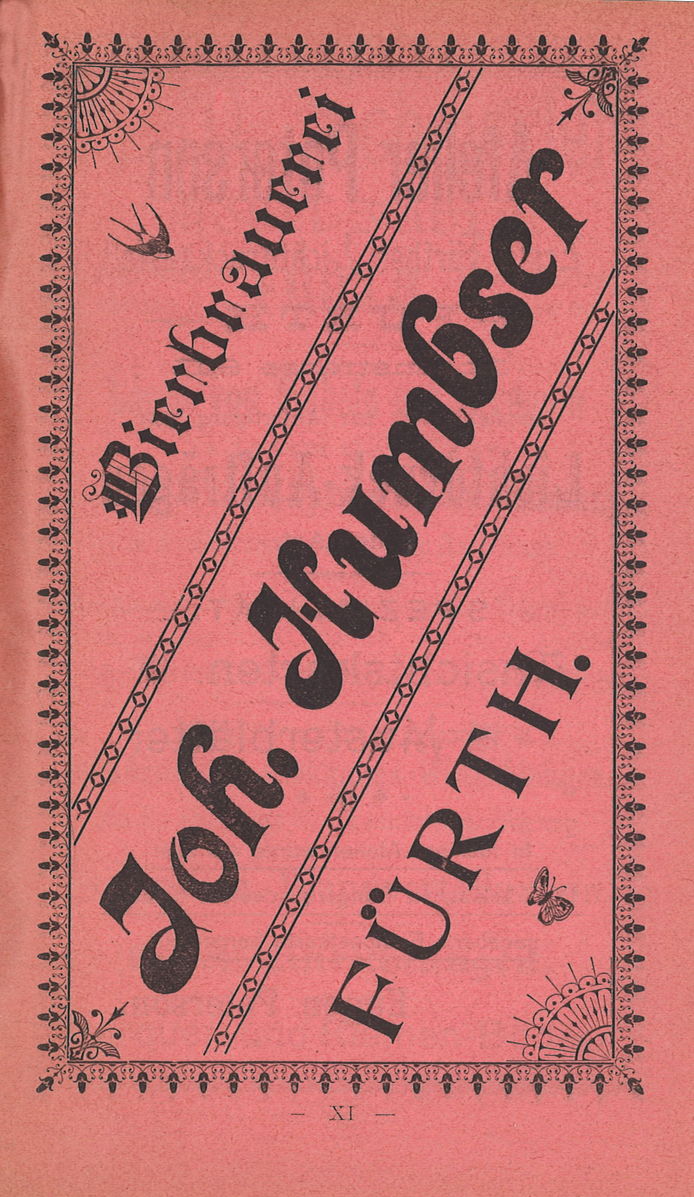 Bierbrauerei
Joh. Humbser
FÜRTH.
— XI —